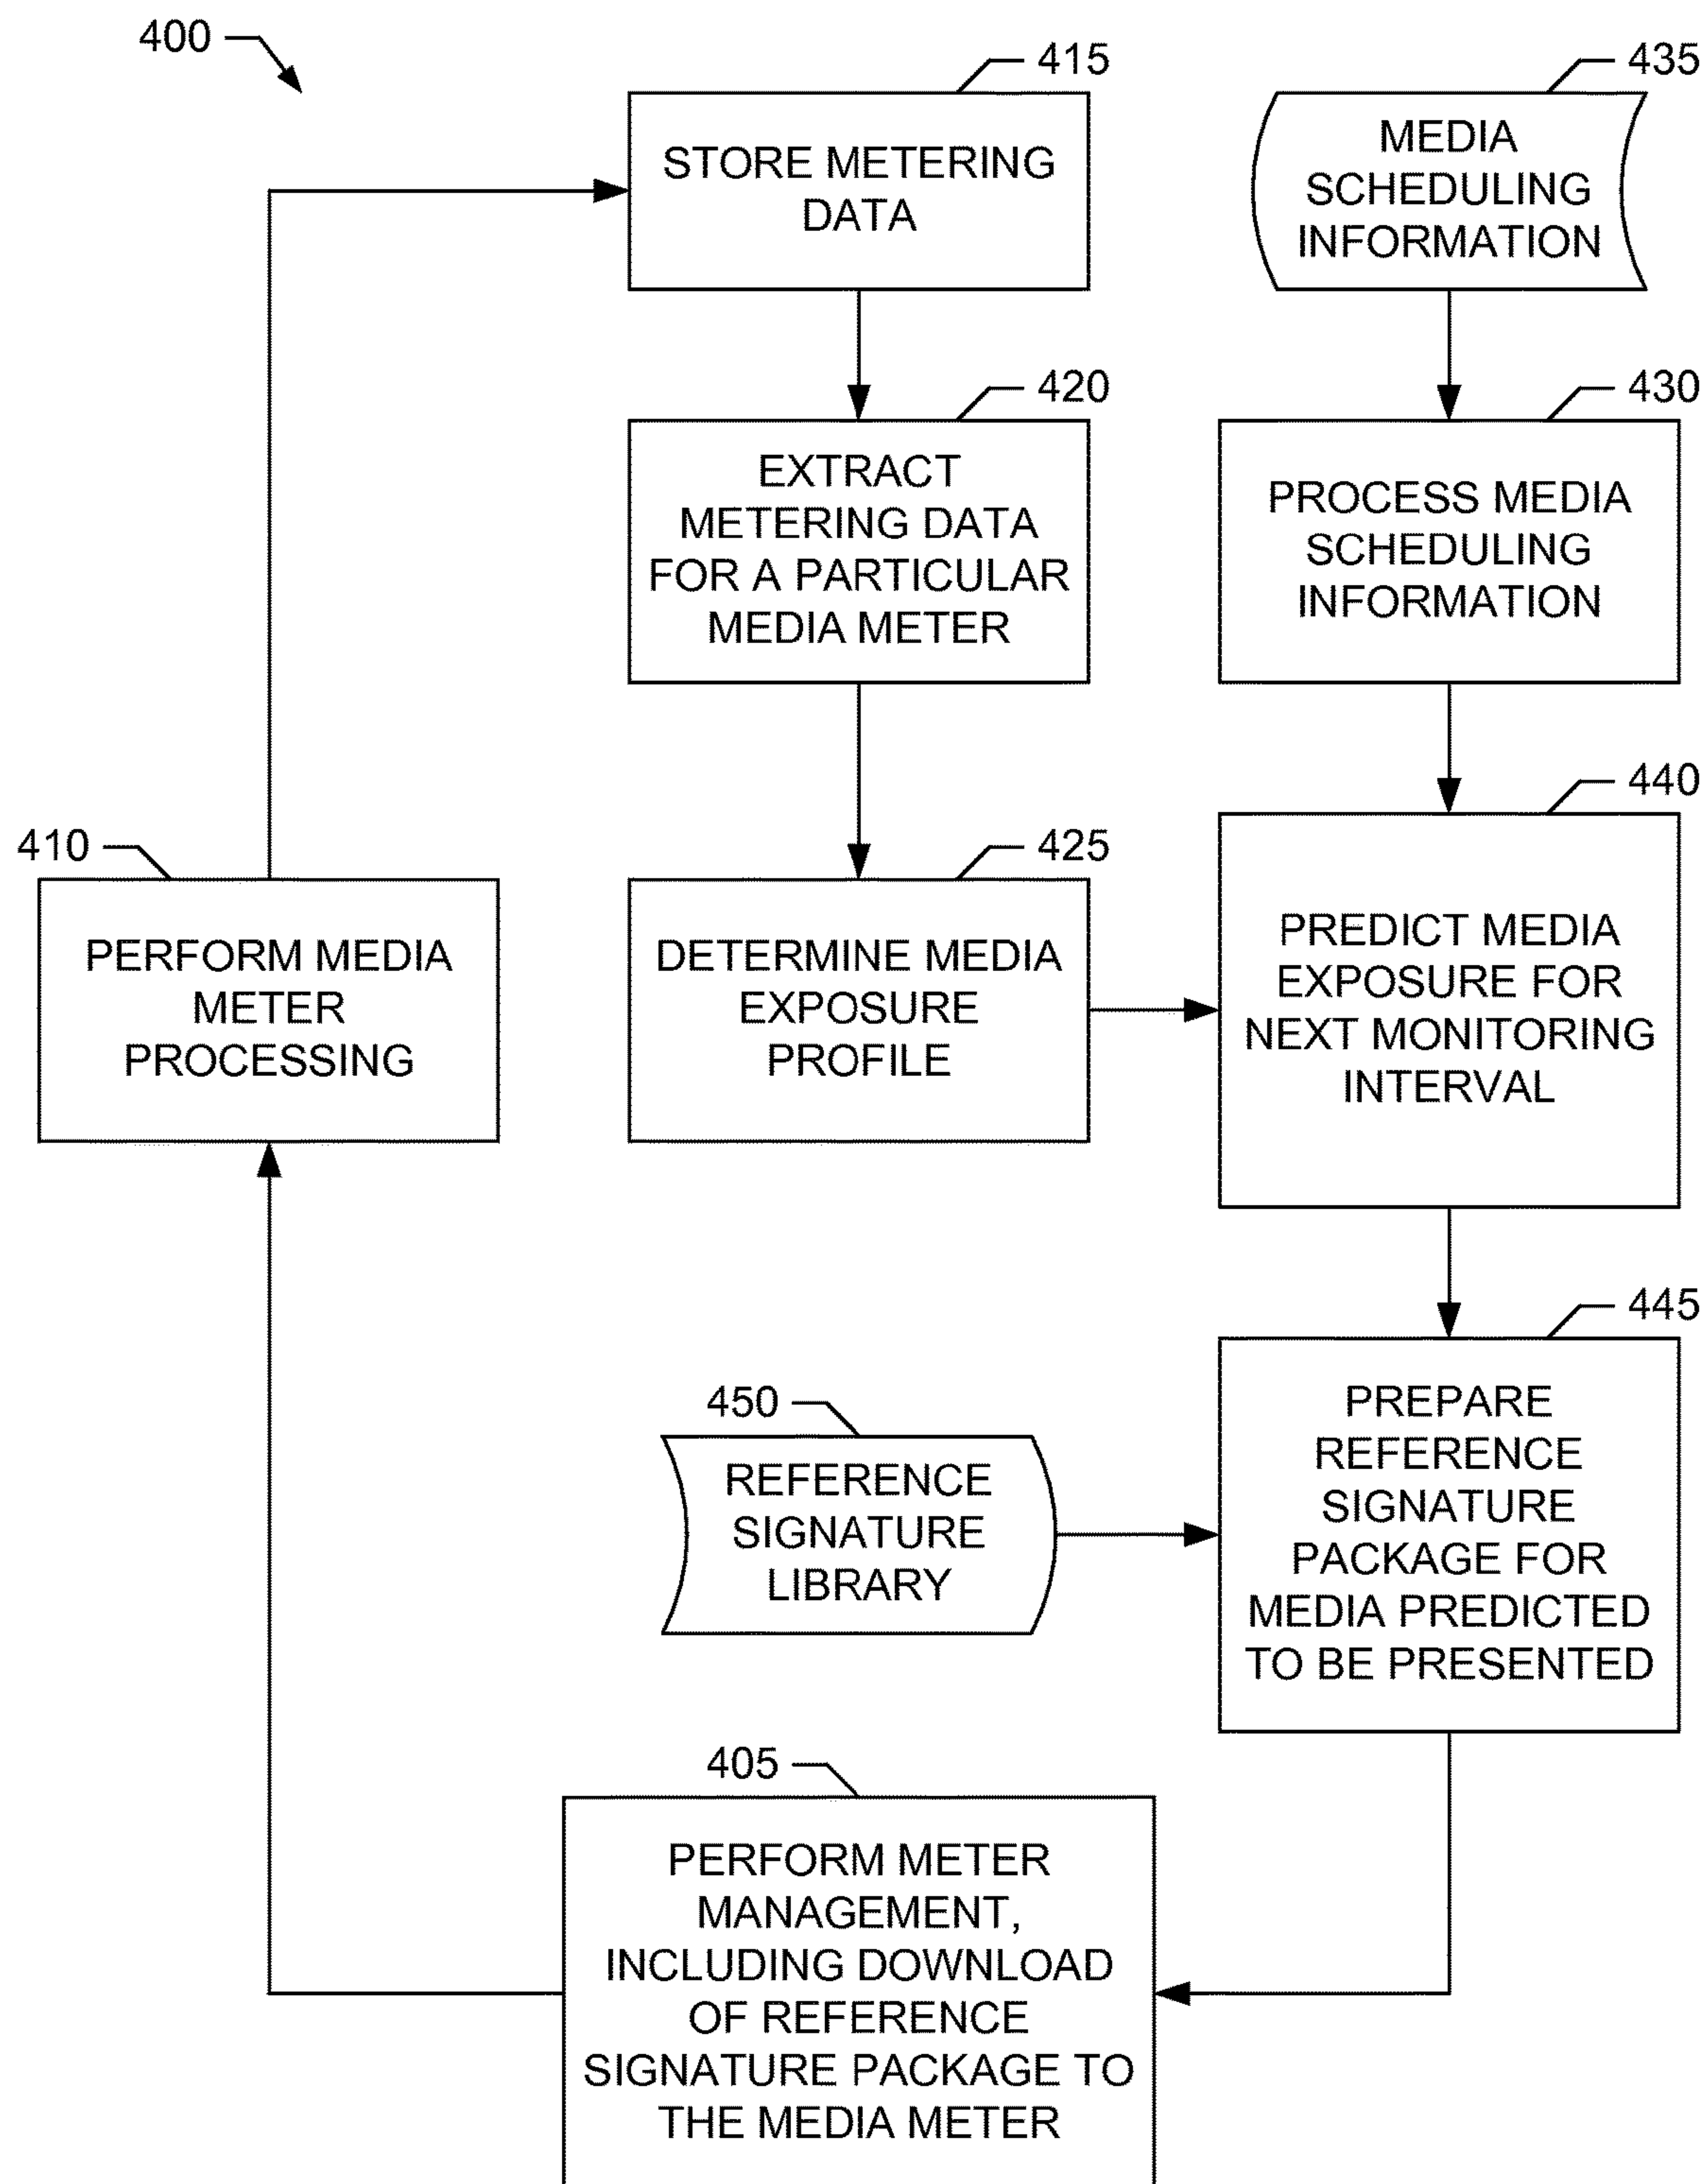 400
415
STORE METERING
DATA
435
MEDIA
SCHEDULING
INFORMATION
420
EXTRACT
METERING DATA
FOR A PARTICULAR
MEDIA METER
430
PROCESS MEDIA
SCHEDULING
INFORMATION
410
PERFORM MEDIA
METER
PROCESSING
425
DETERMINE MEDIA
EXPOSURE
PROFILE
440
PREDICT MEDIA
EXPOSURE FOR
NEXT MONITORING
INTERVAL
450
REFERENCE
SIGNATURE
LIBRARY
445
PREPARE
REFERENCE
SIGNATURE
PACKAGE FOR
MEDIA PREDICTED
TO BE PRESENTED
405
PERFORM METER
MANAGEMENT,
INCLUDING DOWNLOAD
OF REFERENCE
SIGNATURE PACKAGE TO
THE MEDIA METER